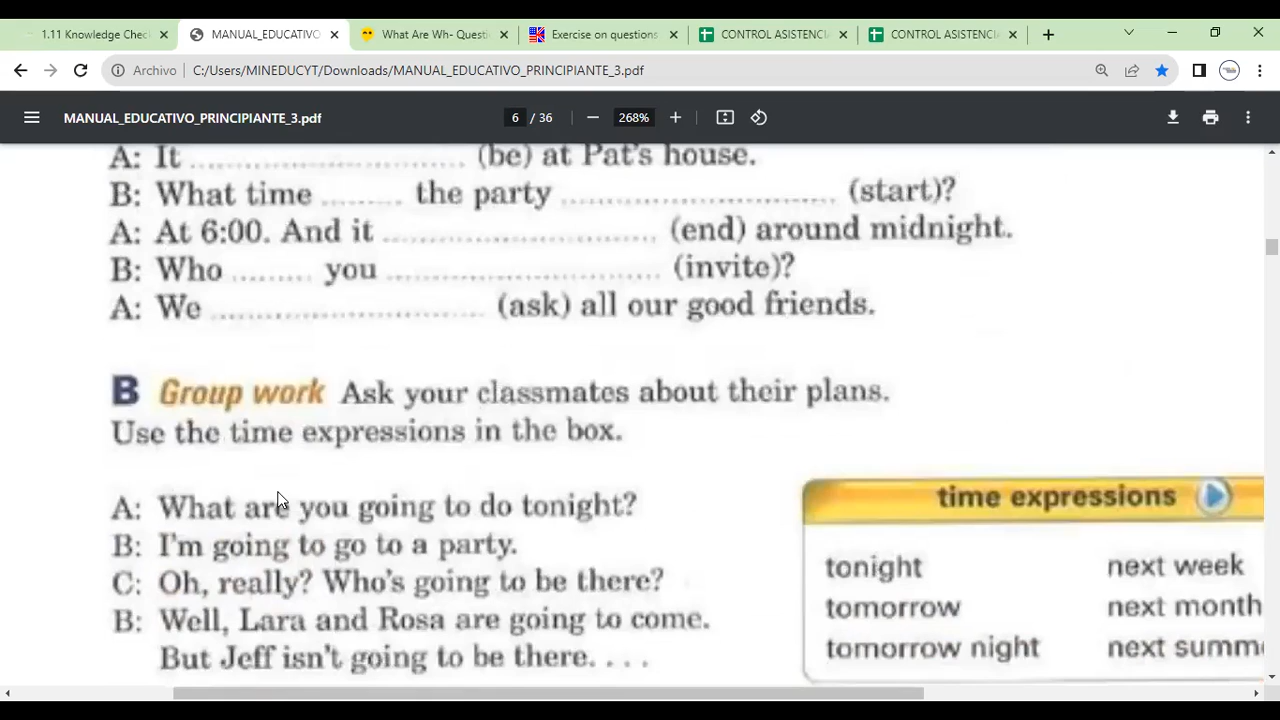 1.11 Knowledge Chec
MANUAL_EDUCATIVO
What Are Wh- Questi
Exercise on questions
CONTROL ASISTENCI
CONTROL ASISTENCI
Archivo
C:/Users/MINEDUCYT/Downloads/MANUAL_EDUCATIVO_PRINCIPIANTE_3.pdf
MANUAL_EDUCATIVO_PRINCIPIANTE_3.pdf
6 / 36
268%
A: It ............................ (be) at Pat's house.
B: What time ........ the party ............................ (start)?
A: At 6:00. And it ............................ (end) around midnight.
B: Who ........ you ............................ (invite)?
A: We ............................ (ask) all our good friends.
B Group work Ask your classmates about their plans.
Use the time expressions in the box.
A: What are you going to do tonight?
B: I'm going to go to a party.
C: Oh, really? Who's going to be there?
B: Well, Lara and Rosa are going to come.
But Jeff isn't going to be there. . . .
time expressions
tonight next week
tomorrow next month
tomorrow night next summe